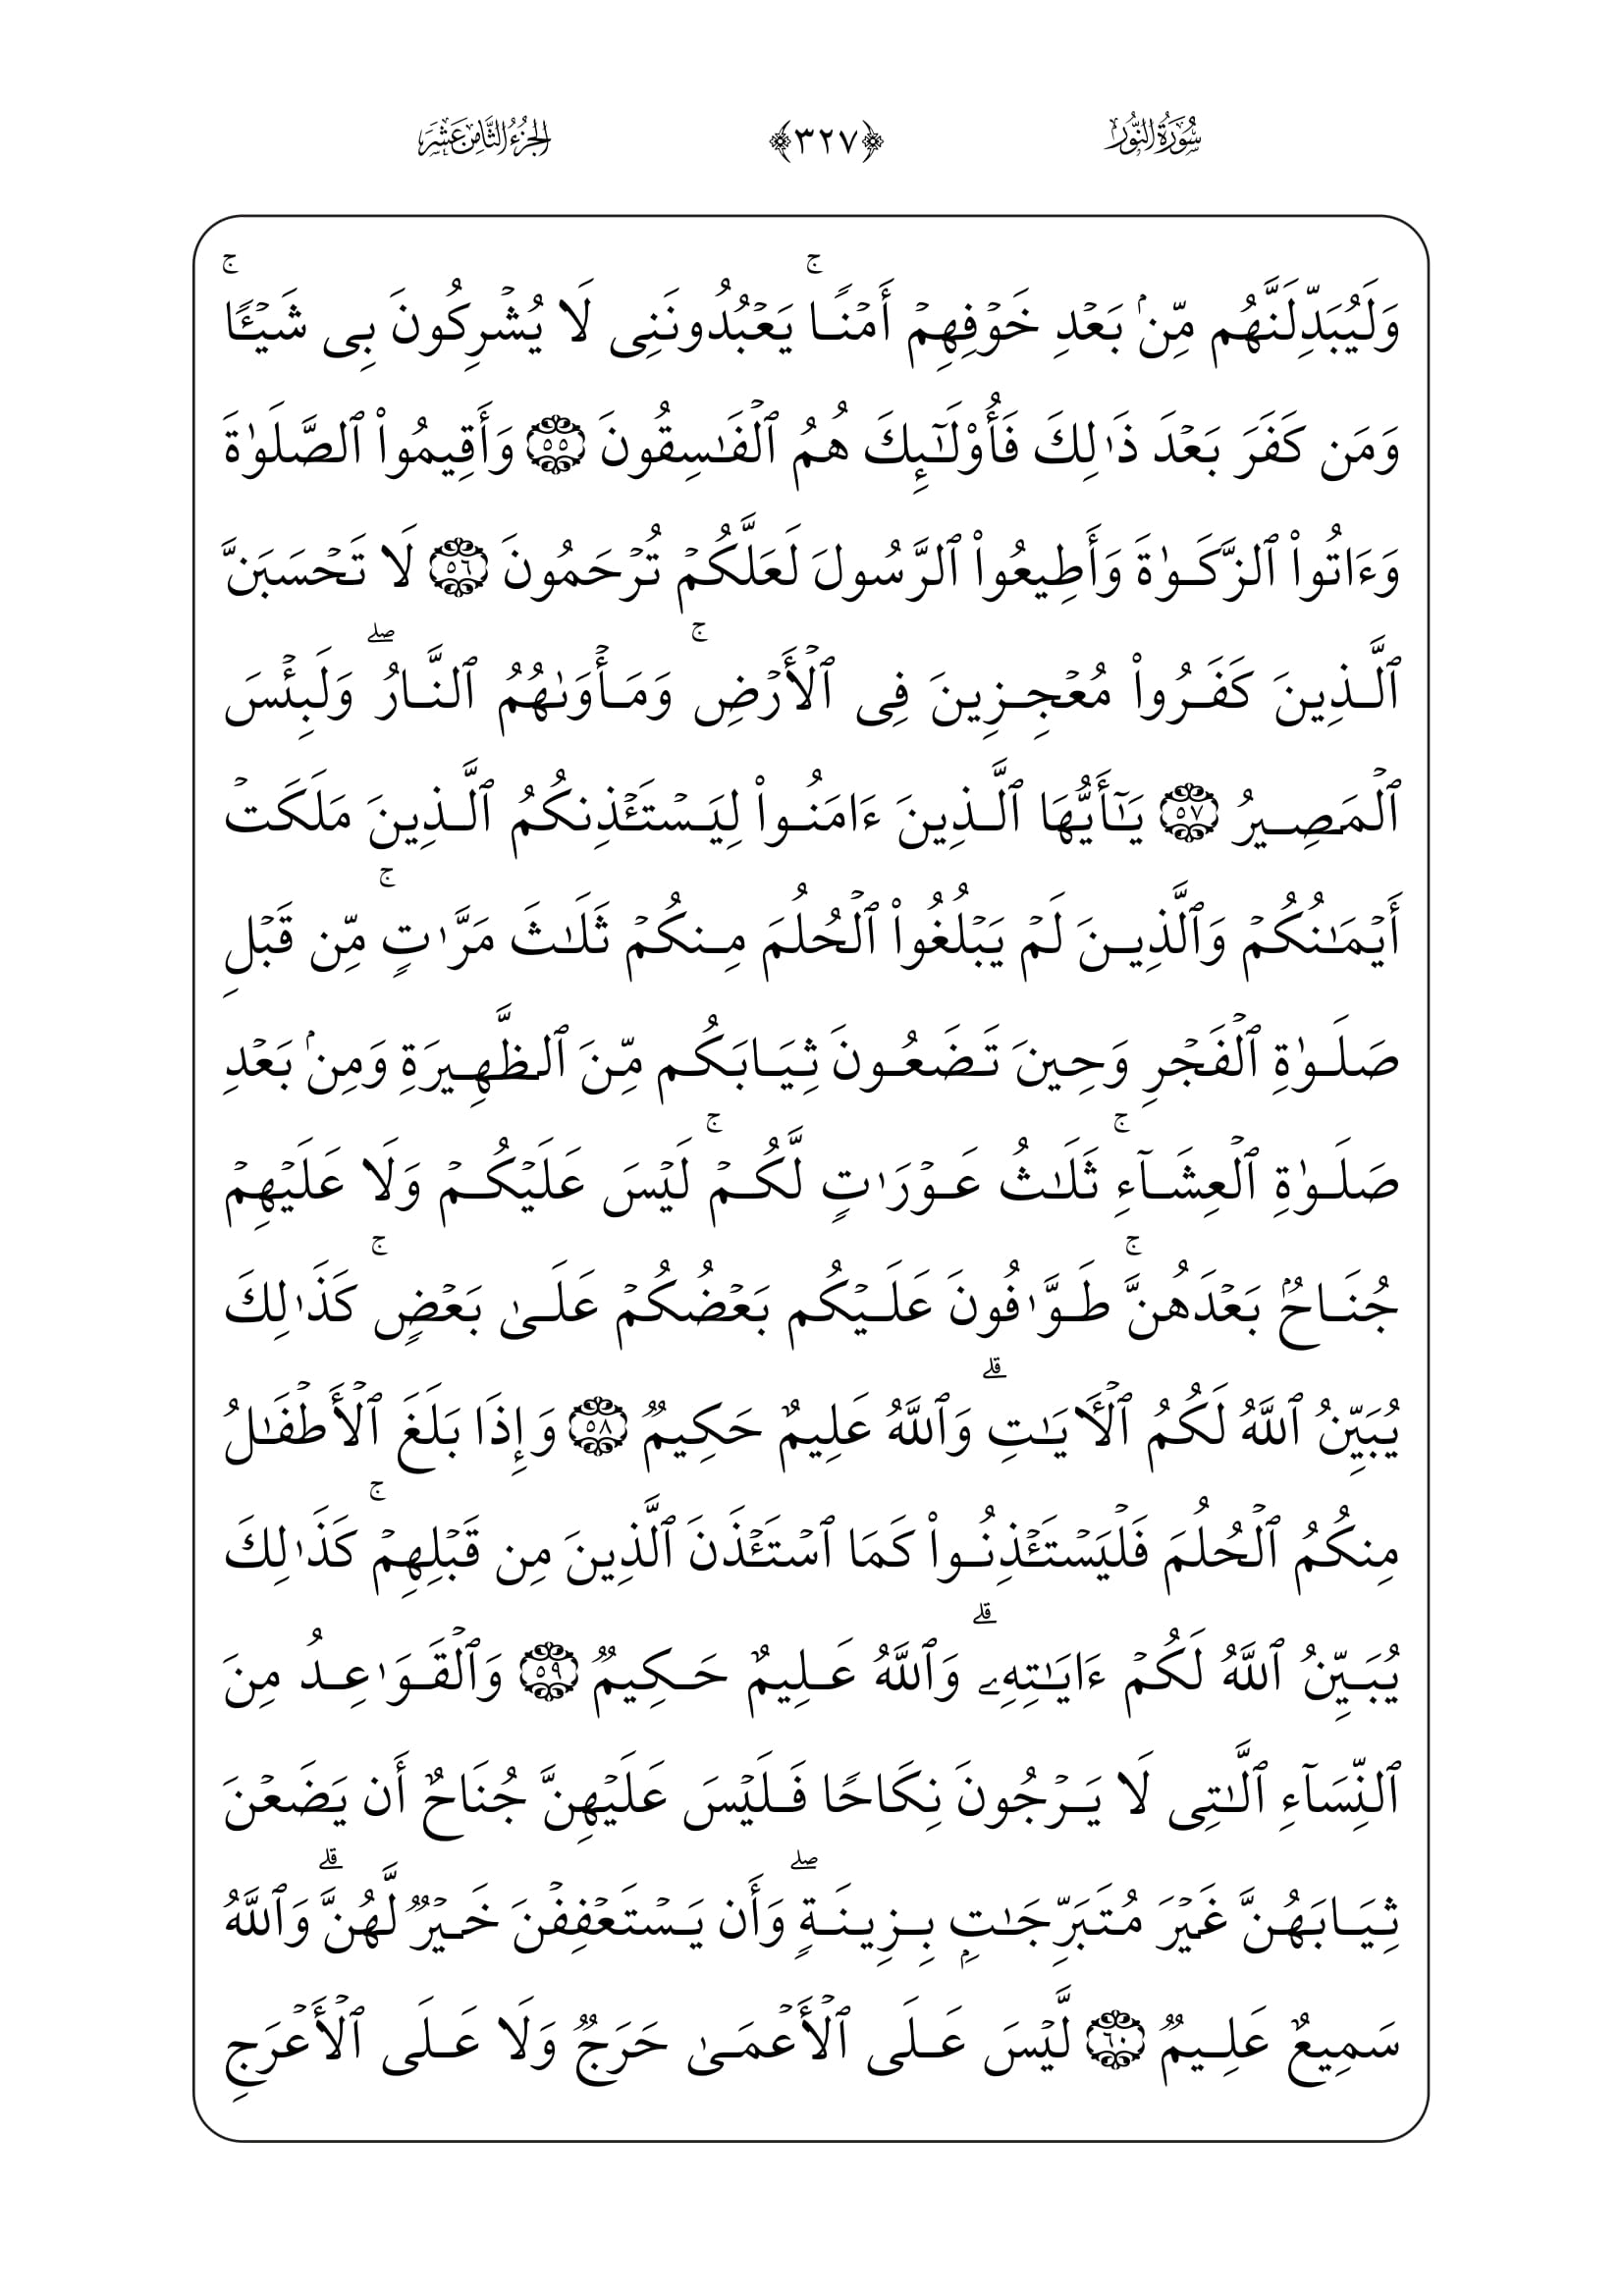 سُورَةُ النُّورِ ﴿٣٢٧﴾ الجُزْءُ الثَّامِنَ عَشَرَ
وَلَيُبَدِّلَنَّهُم مِّنۢ بَعۡدِ خَوۡفِهِمۡ أَمۡنٗاۚ يَعۡبُدُونَنِي لَا يُشۡرِكُونَ بِي شَيۡـٔٗاۚ
وَمَن كَفَرَ بَعۡدَ ذَٰلِكَ فَأُوْلَٰٓئِكَ هُمُ ٱلۡفَٰسِقُونَ ٥٥ وَأَقِيمُواْ ٱلصَّلَوٰةَ
وَءَاتُواْ ٱلزَّكَوٰةَ وَأَطِيعُواْ ٱلرَّسُولَ لَعَلَّكُمۡ تُرۡحَمُونَ ٥٦ لَا تَحۡسَبَنَّ
ٱلَّذِينَ كَفَرُواْ مُعۡجِزِينَ فِي ٱلۡأَرۡضِۚ وَمَأۡوَىٰهُمُ ٱلنَّارُۖ وَلَبِئۡسَ
ٱلۡمَصِيرُ ٥٧ يَٰٓأَيُّهَا ٱلَّذِينَ ءَامَنُواْ لِيَسۡتَـٔۡذِنكُمُ ٱلَّذِينَ مَلَكَتۡ
أَيۡمَٰنُكُمۡ وَٱلَّذِينَ لَمۡ يَبۡلُغُواْ ٱلۡحُلُمَ مِنكُمۡ ثَلَٰثَ مَرَّٰتٖۚ مِّن قَبۡلِ
صَلَوٰةِ ٱلۡفَجۡرِ وَحِينَ تَضَعُونَ ثِيَابَكُم مِّنَ ٱلظَّهِيرَةِ وَمِنۢ بَعۡدِ
صَلَوٰةِ ٱلۡعِشَآءِۚ ثَلَٰثُ عَوۡرَٰتٖ لَّكُمۡۚ لَيۡسَ عَلَيۡكُمۡ وَلَا عَلَيۡهِمۡ
جُنَاحُۢ بَعۡدَهُنَّۚ طَوَّٰفُونَ عَلَيۡكُم بَعۡضُكُمۡ عَلَىٰ بَعۡضٖۚ كَذَٰلِكَ
يُبَيِّنُ ٱللَّهُ لَكُمُ ٱلۡأٓيَٰتِۗ وَٱللَّهُ عَلِيمٌ حَكِيمٞ ٥٨ وَإِذَا بَلَغَ ٱلۡأَطۡفَٰلُ
مِنكُمُ ٱلۡحُلُمَ فَلۡيَسۡتَـٔۡذِنُواْ كَمَا ٱسۡتَـٔۡذَنَ ٱلَّذِينَ مِن قَبۡلِهِمۡۚ كَذَٰلِكَ
يُبَيِّنُ ٱللَّهُ لَكُمۡ ءَايَٰتِهِۦۗ وَٱللَّهُ عَلِيمٌ حَكِيمٞ ٥٩ وَٱلۡقَوَٰعِدُ مِنَ
ٱلنِّسَآءِ ٱلَّٰتِي لَا يَرۡجُونَ نِكَاحٗا فَلَيۡسَ عَلَيۡهِنَّ جُنَاحٌ أَن يَضَعۡنَ
ثِيَابَهُنَّ غَيۡرَ مُتَبَرِّجَٰتِۭ بِزِينَةٖۖ وَأَن يَسۡتَعۡفِفۡنَ خَيۡرٞ لَّهُنَّۗ وَٱللَّهُ
سَمِيعٌ عَلِيمٞ ٦٠ لَّيۡسَ عَلَى ٱلۡأَعۡمَىٰ حَرَجٞ وَلَا عَلَى ٱلۡأَعۡرَجِ